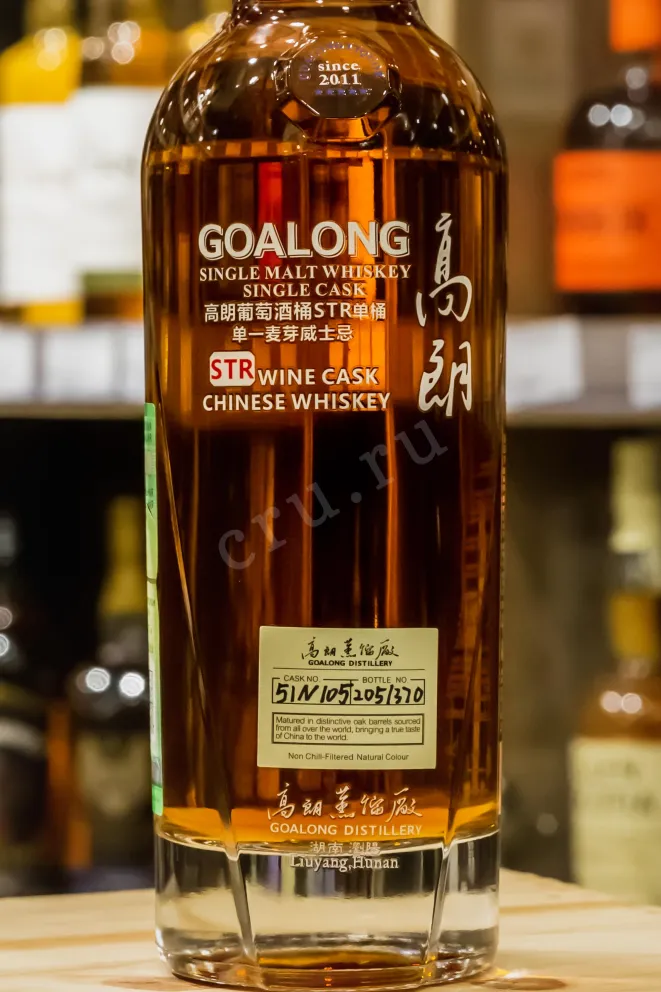 since
2011
GOALONG
SINGLE MALT WHISKEY
SINGLE CASK
高朗葡萄酒桶STR单桶
单一麦芽威士忌
高朗
STR WINE CASK
CHINESE WHISKEY
cru.ru
高朗蒸馏厰
GOALONG DISTILLERY
CASK NO. BOTTLE NO.
51N105 205/370
Matured in distinctive oak barrels sourced
from all over the world, bringing a true taste
of China to the world.
Non Chill-Filtered Natural Colour
高朗蒸馏厰
GOALONG DISTILLERY
湖南 瀏陽
Liuyang,Hunan